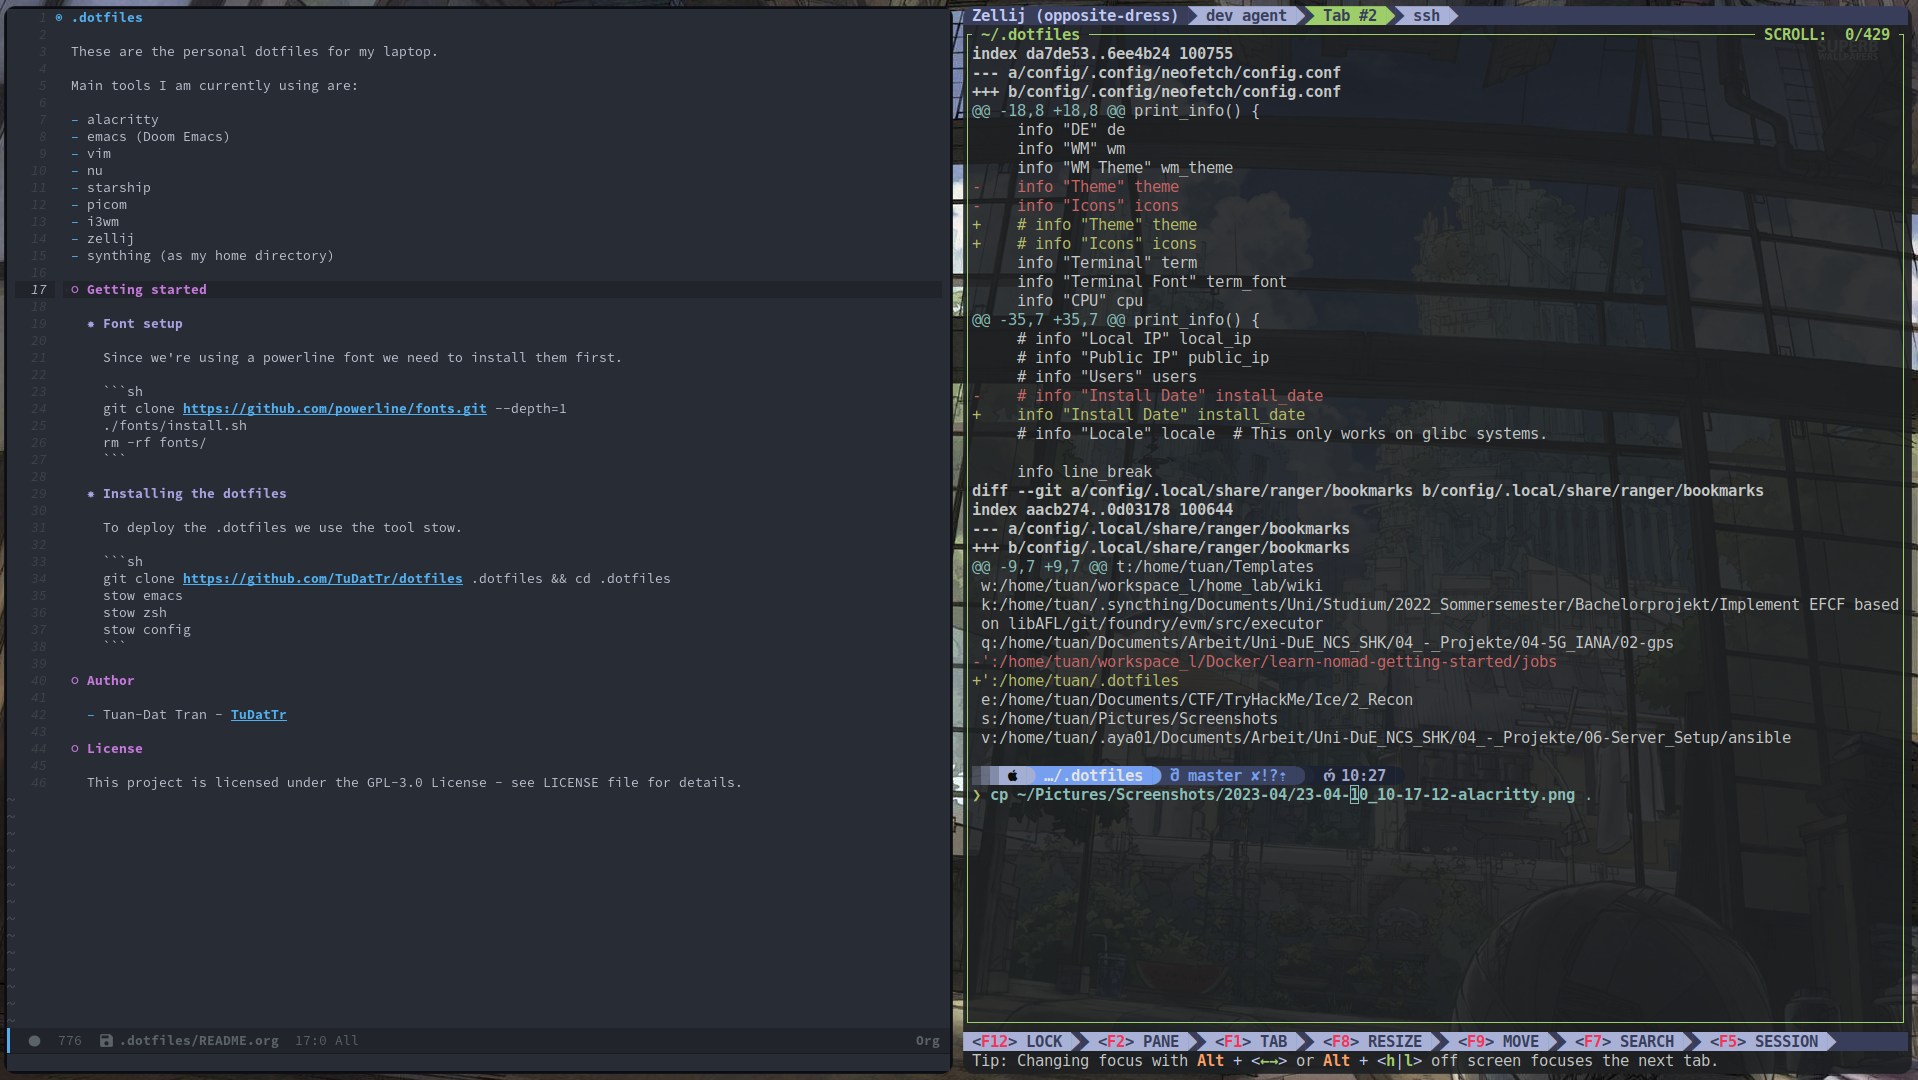 1 .dotfiles
2
3 These are the personal dotfiles for my laptop.
4
5 Main tools I am currently using are:
6
7 - alacritty
8 - emacs (Doom Emacs)
9 - vim
10 - nu
11 - starship
12 - picom
13 - i3wm
14 - zellij
15 - synthing (as my home directory)
16
17 Getting started
18
19 Font setup
20
21 Since we're using a powerline font we need to install them first.
22
23 ```sh
24 git clone https://github.com/powerline/fonts.git --depth=1
25 ./fonts/install.sh
26 rm -rf fonts/
27 ```
28
29 Installing the dotfiles
30
31 To deploy the .dotfiles we use the tool stow.
32
33 ```sh
34 git clone https://github.com/TuDatTr/dotfiles .dotfiles && cd .dotfiles
35 stow emacs
36 stow zsh
37 stow config
38 ```
39
40 Author
41
42 - Tuan-Dat Tran - TuDatTr
43
44 License
45
46 This project is licensed under the GPL-3.0 License - see LICENSE file for details.
~
~
~
~
~
~
~
~
~
~
~
~
~
~
776 .dotfiles/README.org 17:0 All Org
Zellij (opposite-dress) dev agent Tab #2 ssh
~/.dotfiles SCROLL: 0/429
SUPERB
WALLPAPERS
index da7de53..6ee4b24 100755
--- a/config/.config/neofetch/config.conf
+++ b/config/.config/neofetch/config.conf
@@ -18,8 +18,8 @@ print_info() {
info "DE" de
info "WM" wm
info "WM Theme" wm_theme
- info "Theme" theme
- info "Icons" icons
+ # info "Theme" theme
+ # info "Icons" icons
info "Terminal" term
info "Terminal Font" term_font
info "CPU" cpu
@@ -35,7 +35,7 @@ print_info() {
# info "Local IP" local_ip
# info "Public IP" public_ip
# info "Users" users
- # info "Install Date" install_date
+ info "Install Date" install_date
# info "Locale" locale # This only works on glibc systems.

info line_break
diff --git a/config/.local/share/ranger/bookmarks b/config/.local/share/ranger/bookmarks
index aacb274..0d03178 100644
--- a/config/.local/share/ranger/bookmarks
+++ b/config/.local/share/ranger/bookmarks
@@ -9,7 +9,7 @@ t:/home/tuan/Templates
w:/home/tuan/workspace_l/home_lab/wiki
k:/home/tuan/.syncthing/Documents/Uni/Studium/2022_Sommersemester/Bachelorprojekt/Implement EFCF based
on libAFL/git/foundry/evm/src/executor
q:/home/tuan/Documents/Arbeit/Uni-DuE_NCS_SHK/04_-_Projekte/04-5G_IANA/02-gps
-':/home/tuan/workspace_l/Docker/learn-nomad-getting-started/jobs
+':/home/tuan/.dotfiles
e:/home/tuan/Documents/CTF/TryHackMe/Ice/2_Recon
s:/home/tuan/Pictures/Screenshots
v:/home/tuan/.aya01/Documents/Arbeit/Uni-DuE_NCS_SHK/04_-_Projekte/06-Server_Setup/ansible
…/.dotfiles master ✘!?⇡ 10:27
❯ cp ~/Pictures/Screenshots/2023-04/23-04-10_10-17-12-alacritty.png .
<F12> LOCK <F2> PANE <F1> TAB <F8> RESIZE <F9> MOVE <F7> SEARCH <F5> SESSION
Tip: Changing focus with Alt + <←→> or Alt + <h|l> off screen focuses the next tab.